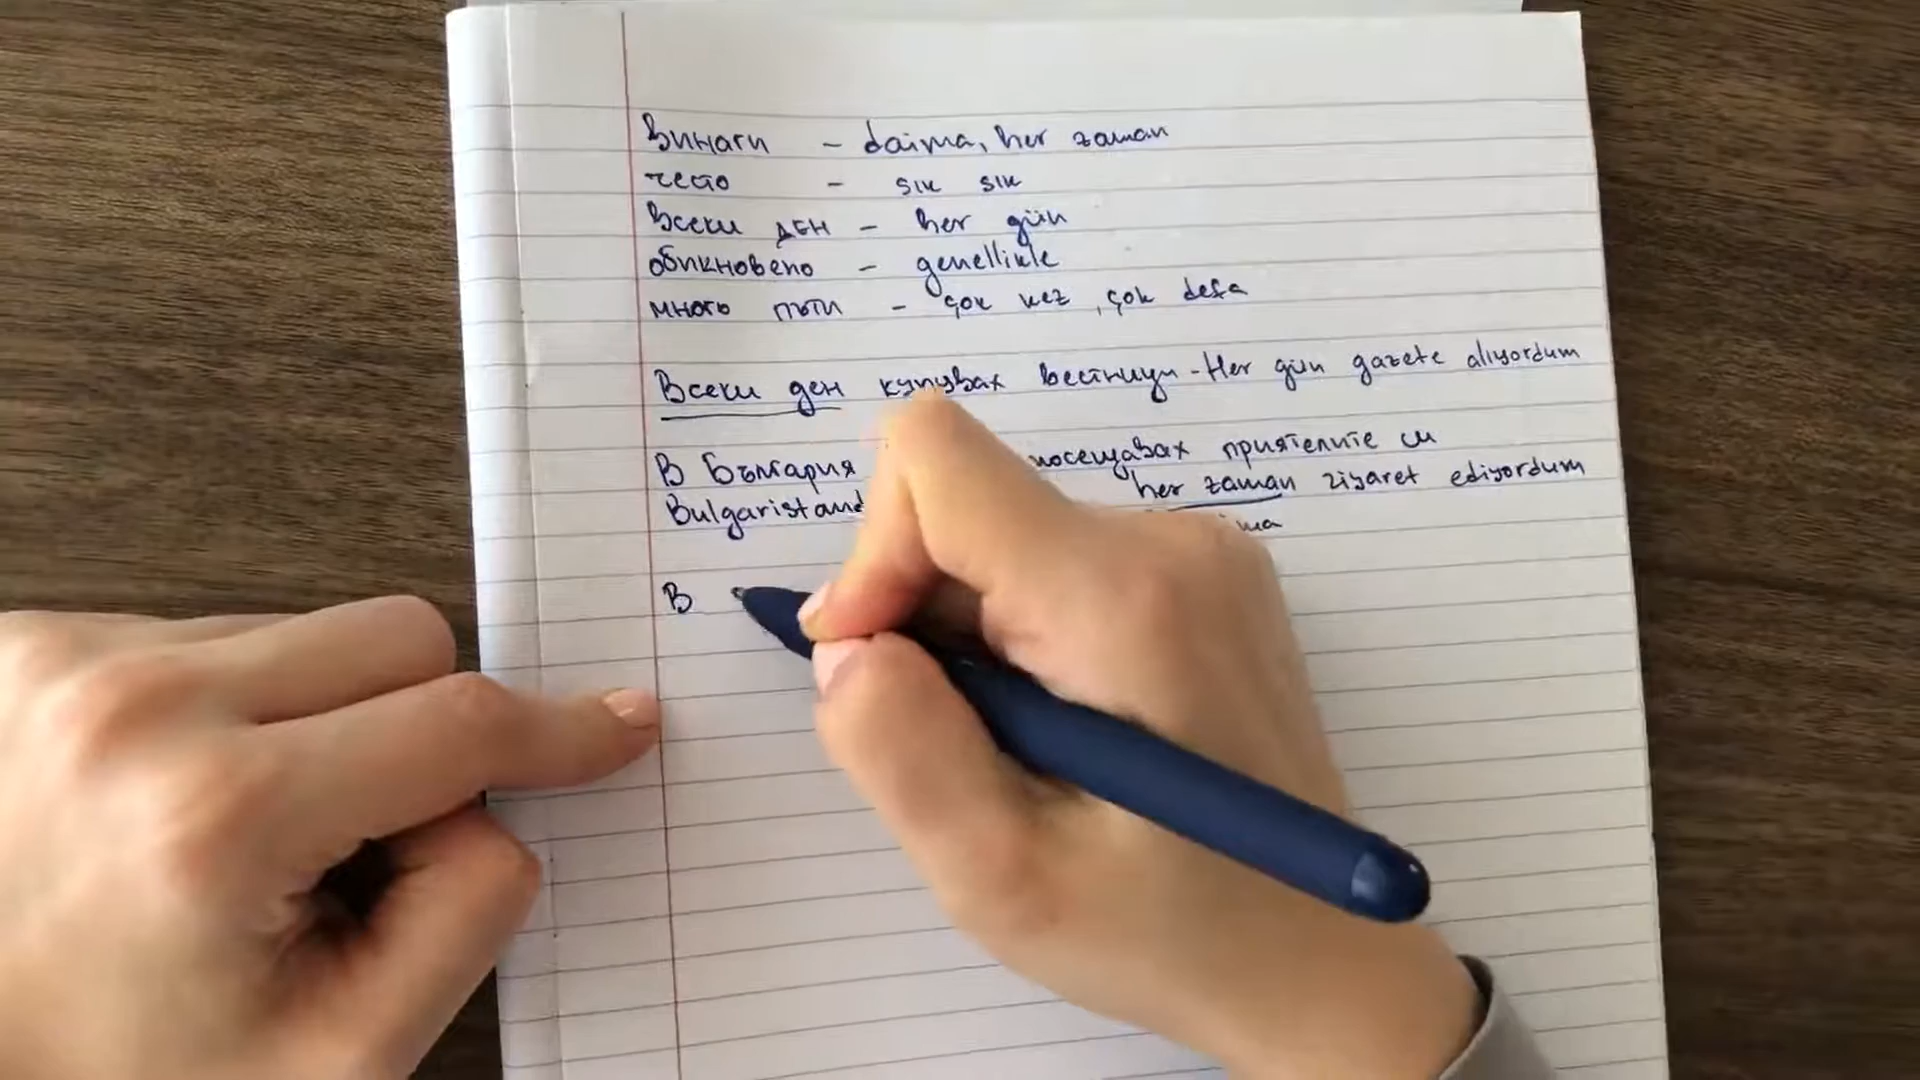 Винаги - daima, her zaman
често - sık sık
Всеки ден - her gün
обикновено - genellikle
много пъти - çok kez, çok defa
Всеки ден купувах вестници - Her gün gazete alıyordum
В България посещавах приятелите си
Bulgaristand her zaman ziyaret ediyordum
В